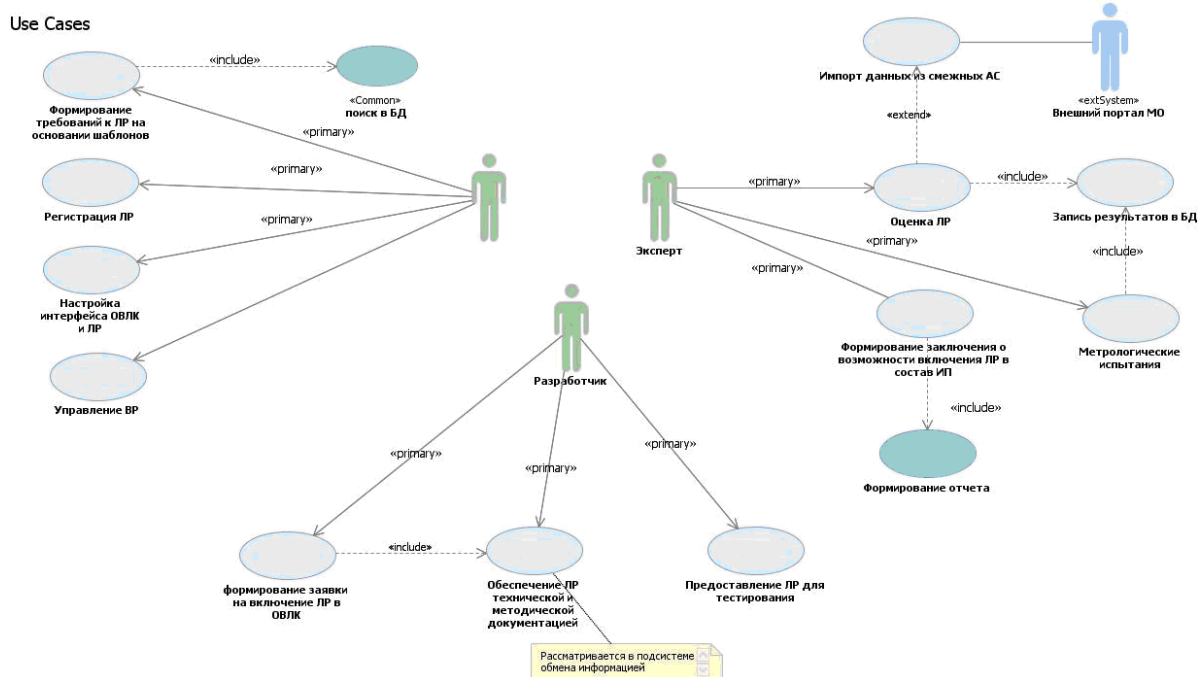 Use Cases
«include»
«Common»
поиск в БД
Формирование
требований к ЛР на
основании шаблонов
«primary»
«primary»
Регистрация ЛР
«primary»
Настройка
интерфейса ОВЛК
и ЛР
Управление ВР
Импорт данных из смежных АС
«extSystem»
Внешний портал МО
«extend»
«primary»
«include»
Эксперт
Оценка ЛР
Запись результатов в БД
«primary»
«include»
«primary»
Формирование заключения о
возможности включения ЛР в
состав ИП
Метрологические
испытания
«include»
Формирование отчета
Разработчик
«primary»
«primary»
«primary»
«include»
формирование заявки
на включение ЛР в
ОВЛК
Обеспечение ЛР
технической и
методической
документацией
Предоставление ЛР для
тестирования
Рассматривается в подсистеме
обмена информацией